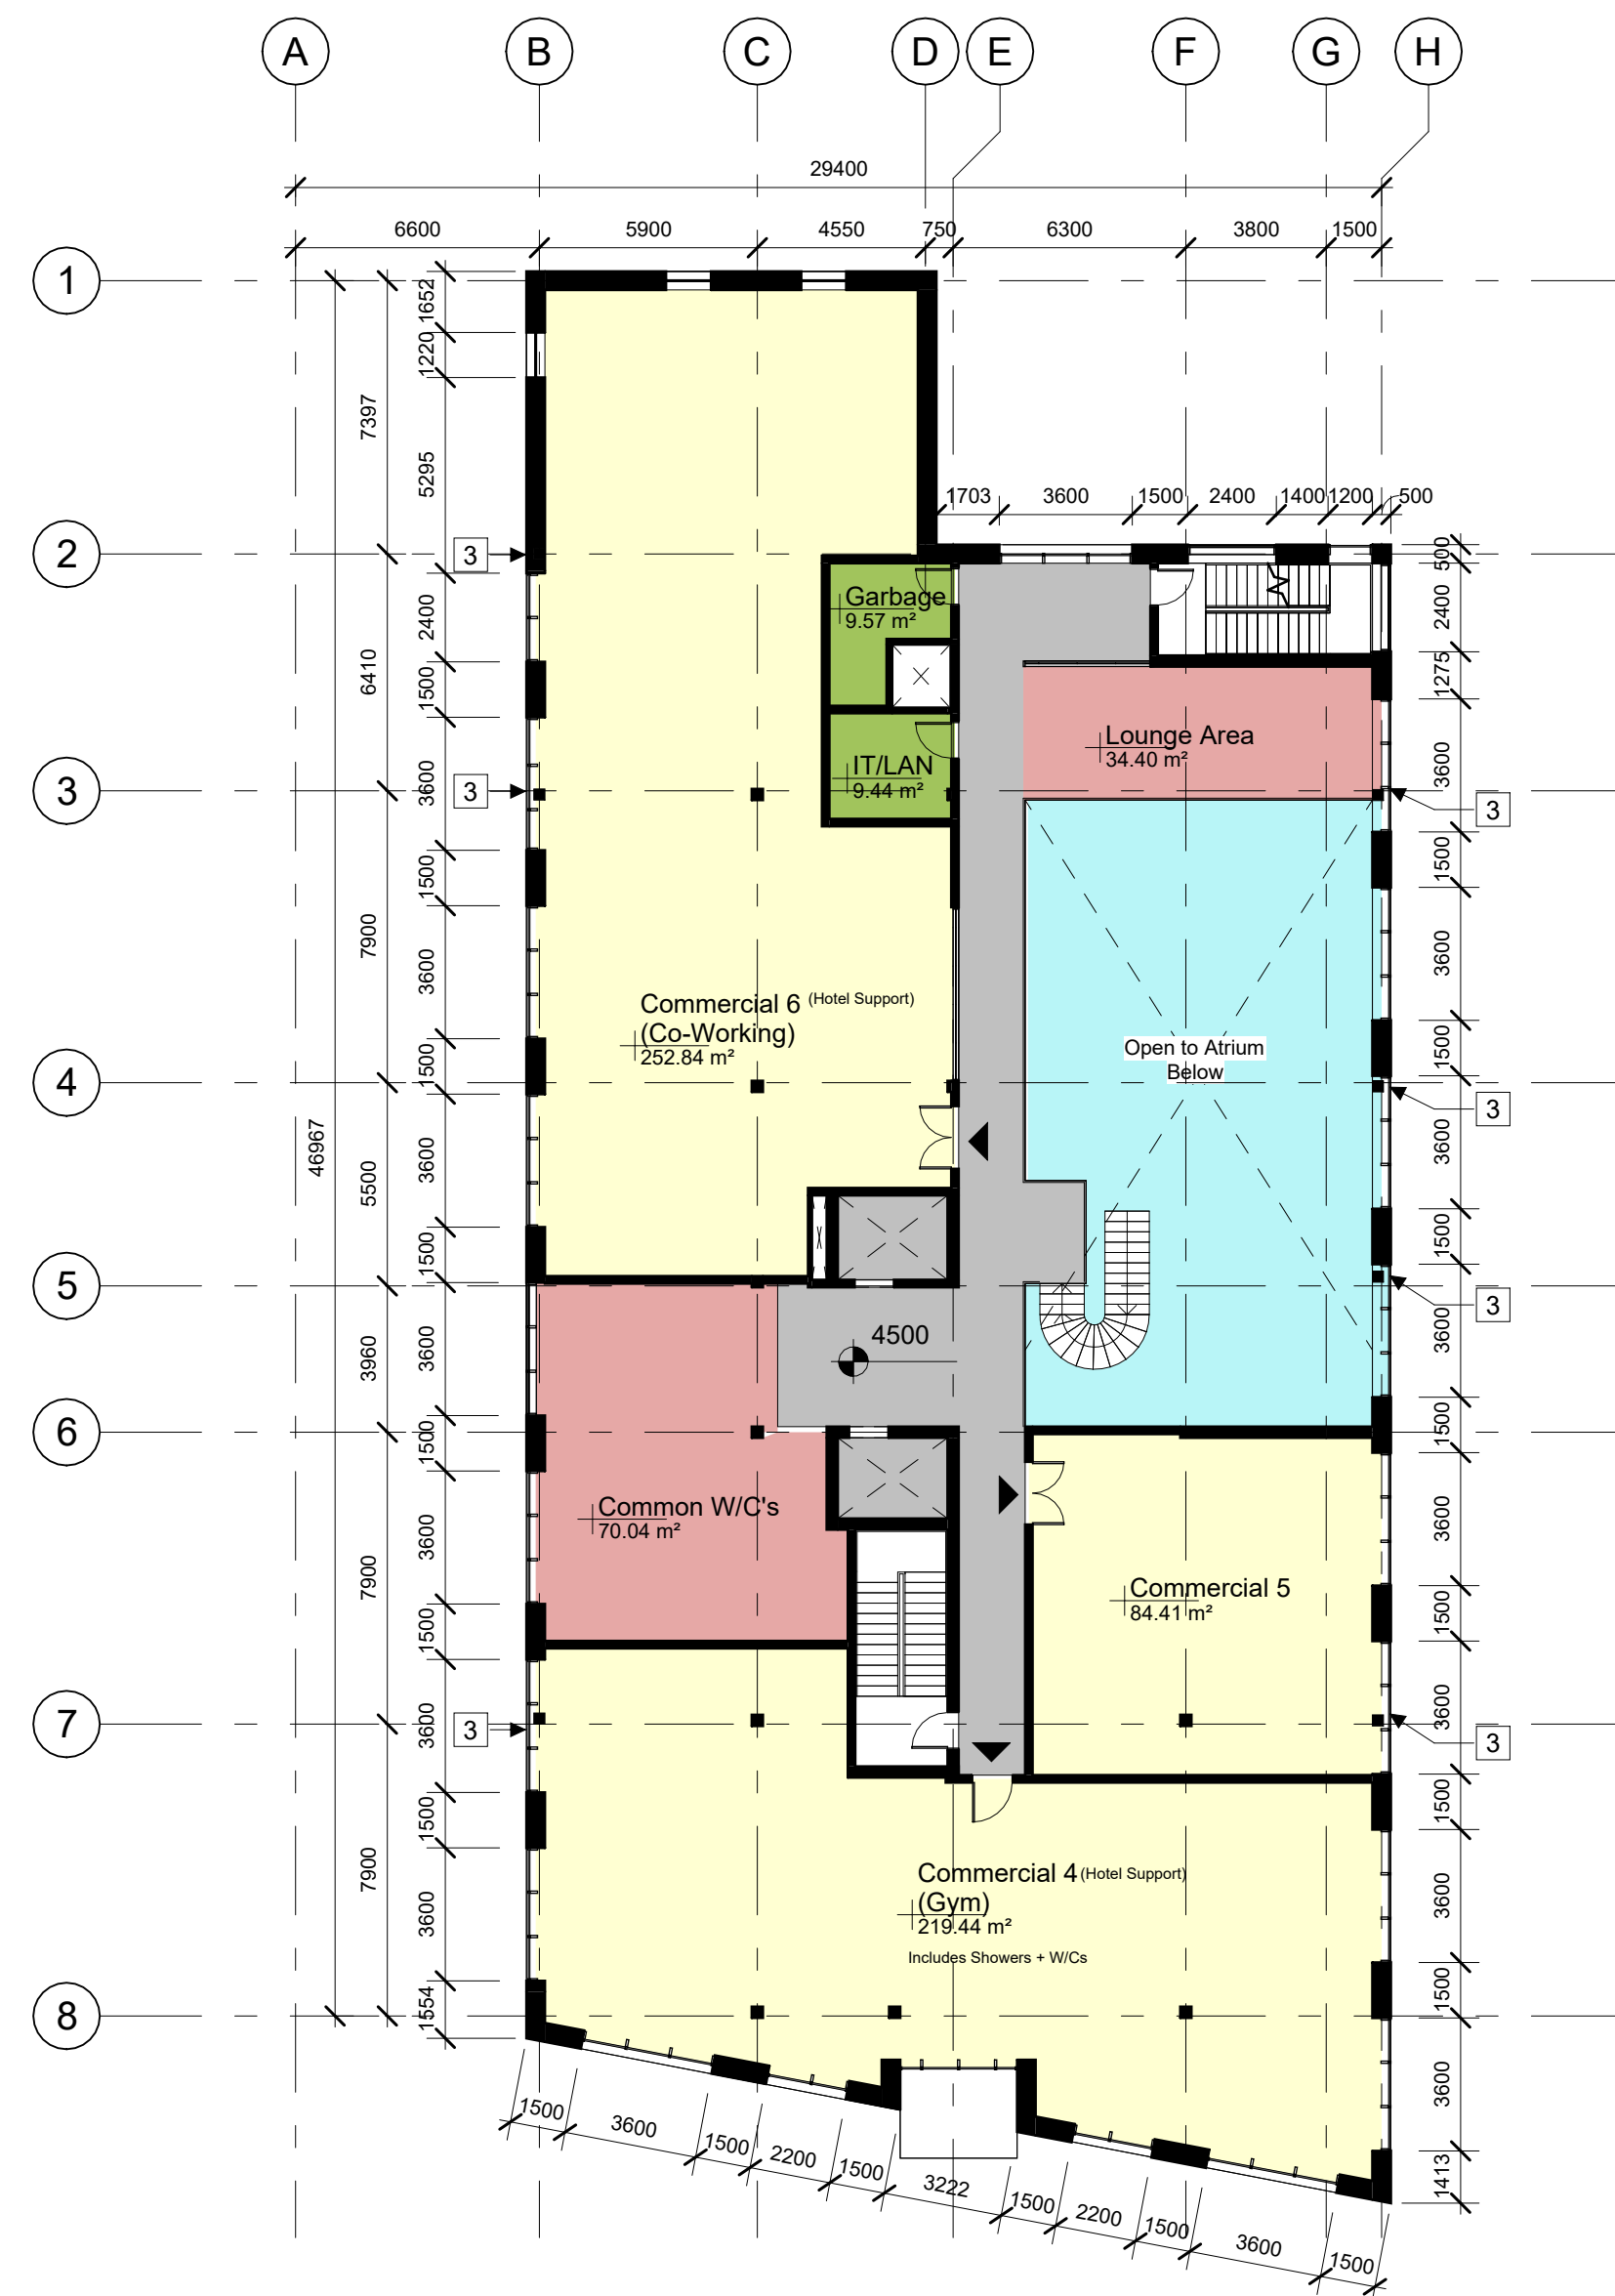 A B C D E F G H
29400
6600 5900 4550 750 6300 3800 1500
1
1652
1220
7397
5295
1703 3600 1500 2400 1400 1200 500
2
3
500
2400
Garbage
9.57 m²
2400
6410
1275
1500
Lounge Area
34.40 m²
IT/LAN
9.44 m²
3600
3
3600
3
3
1500
1500
7900
3600
3600
Commercial 6 (Hotel Support)
(Co-Working)
252.84 m²
Open to Atrium
Below
1500
1500
4
3
46967
3600
3600
5500
1500
1500
5
3
3960
3600
4500
3600
6
1500
1500
Common W/C's
70.04 m²
3600
3600
7900
Commercial 5
84.41 m²
1500
1500
7
3
3600
3600
3
1500
1500
7900
Commercial 4 (Hotel Support)
(Gym)
219.44 m²
Includes Showers + W/Cs
3600
3600
1554
1500
8
3600
1413
1500 3600 1500 2200 1500 3222 1500 2200 1500 3600 1500